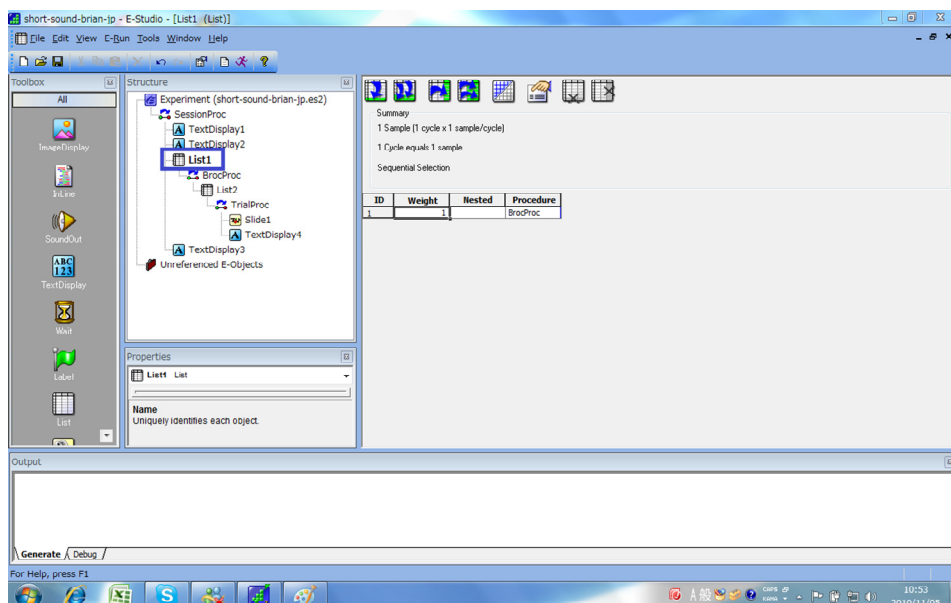 short-sound-brian-jp - E-Studio - [List1 (List)]
File Edit View E-Run Tools Window Help
Toolbox
All
ImageDisplay
InLine
SoundOut
ABC
123
TextDisplay
Wait
Label
List
Structure
Experiment (short-sound-brian-jp.es2)
SessionProc
A TextDisplay1
A TextDisplay2
List1
BrocProc
List2
TrialProc
Slide1
A TextDisplay4
A TextDisplay3
Unreferenced E-Objects
Properties
List1 List
Name
Uniquely identifies each object.
Summary
1 Sample (1 cycle x 1 sample/cycle)
1 Cycle equals 1 sample
Sequential Selection
ID Weight Nested Procedure
1 1 BrocProc
Output
Generate Debug
For Help, press F1
A 般 CAPS KANA
10:53